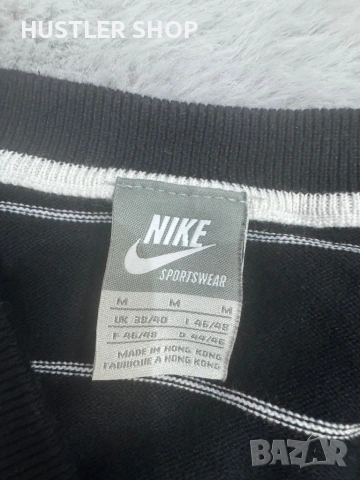 HUSTLER SHOP
NIKE
SPORTSWEAR
M M M
UK 38/40 I 46/48
F 46/48 D 44/46
MADE IN HONG KONG
FABRIQUE A HONG KONG
BAZAR